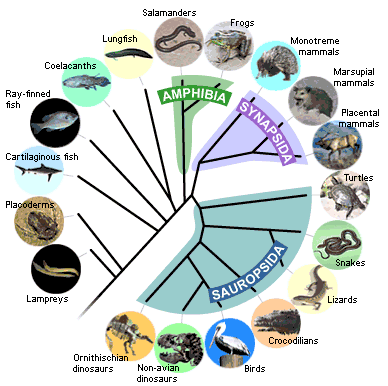 Salamanders
Frogs
Lungfish
Monotreme
mammals
Coelacanths
Marsupial
mammals
Ray-finned
fish
AMPHIBIA
SYNAPSIDA
Placental
mammals
Cartilaginous fish
Turtles
Placoderms
Snakes
SAUROPSIDA
Lampreys
Lizards
Crocodilians
Ornithischian
dinosaurs
Non-avian
dinosaurs
Birds